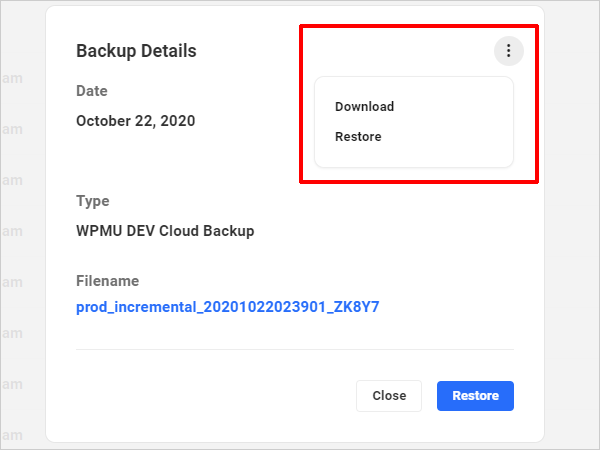 Backup Details
Date
October 22, 2020
Download
Restore
Type
WPMU DEV Cloud Backup
Filename
prod_incremental_20201022023901_ZK8Y7
Close
Restore
am
am
am
am
am
am
am
am